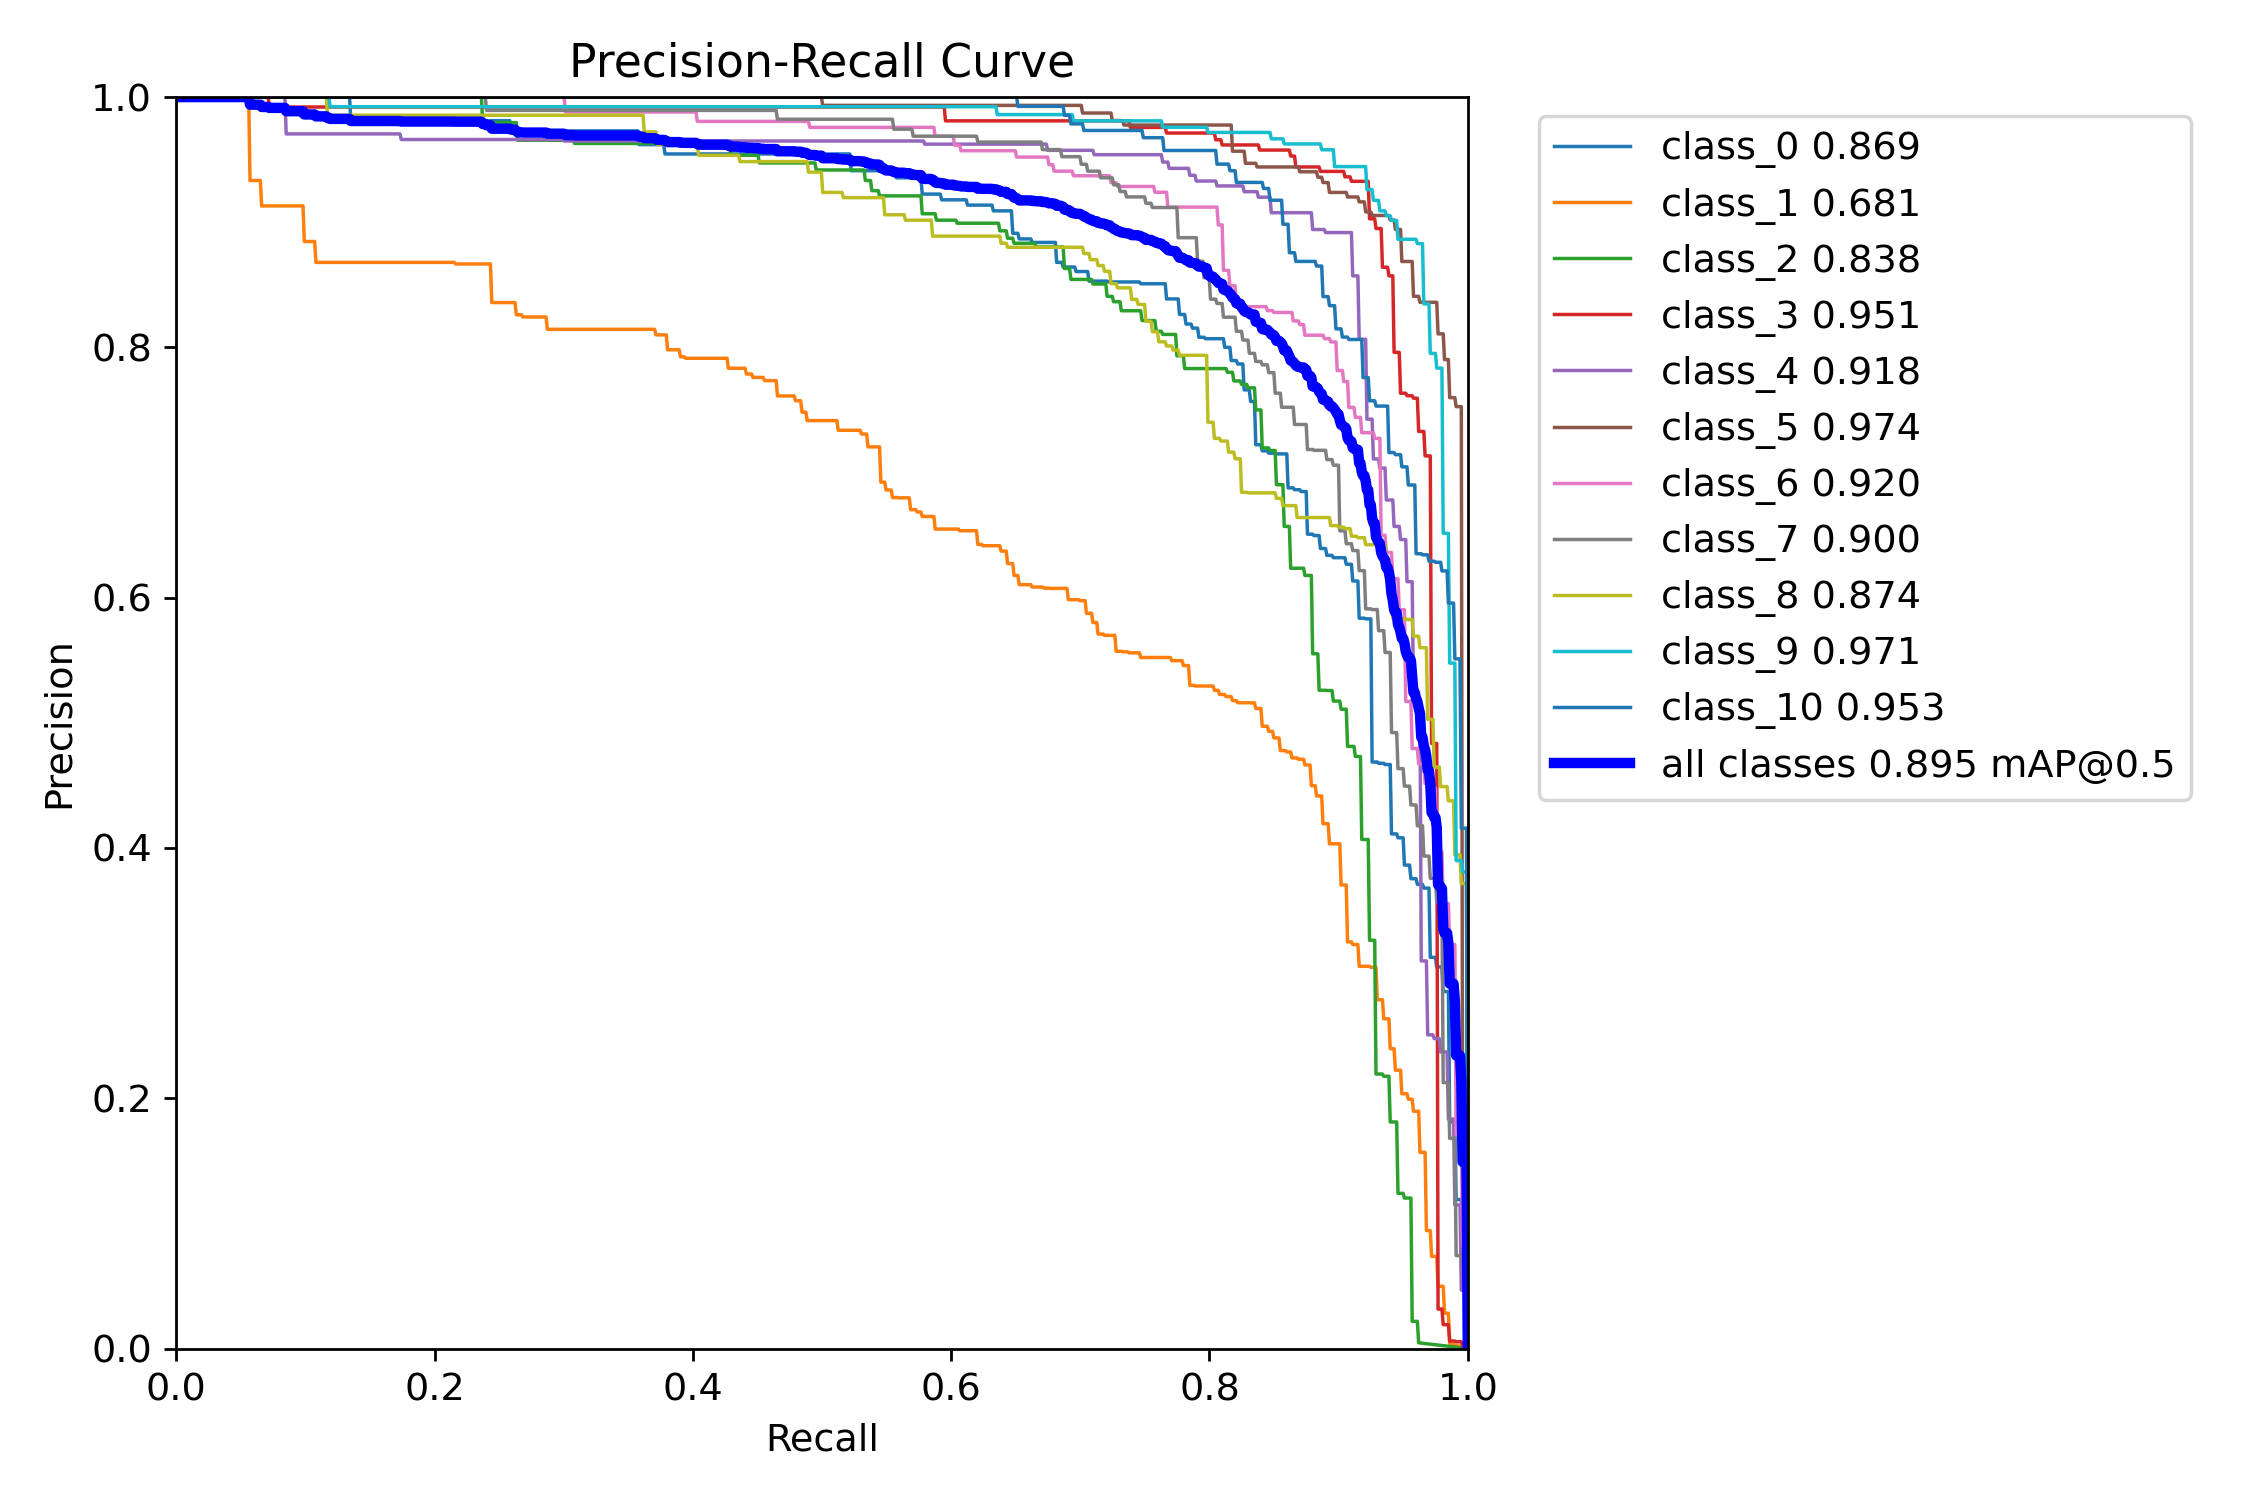 Precision-Recall Curve
1.0
0.8
0.6
0.4
0.2
0.0
Precision
0.0 0.2 0.4 0.6 0.8 1.0
Recall
class_0 0.869
class_1 0.681
class_2 0.838
class_3 0.951
class_4 0.918
class_5 0.974
class_6 0.920
class_7 0.900
class_8 0.874
class_9 0.971
class_10 0.953
all classes 0.895 mAP@0.5